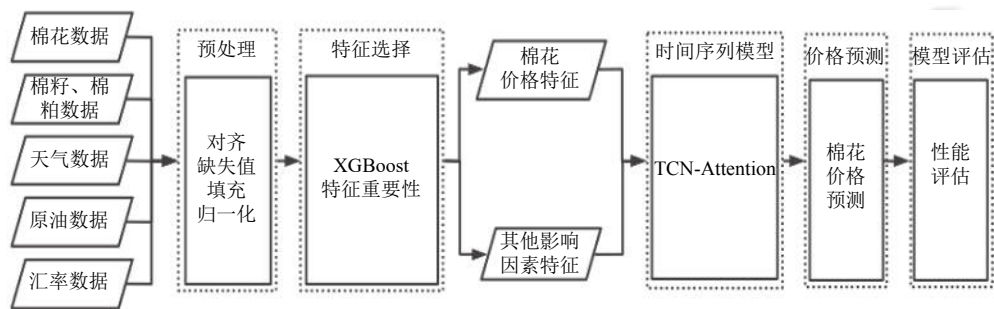 棉花数据
棉籽、棉
粕数据
天气数据
原油数据
汇率数据
预处理
对齐
缺失值
填充
归一化
特征选择
XGBoost
特征重要性
棉花
价格特征
其他影响
因素特征
时间序列模型
TCN-Attention
价格预测
棉花
价格
预测
模型评估
性能
评估